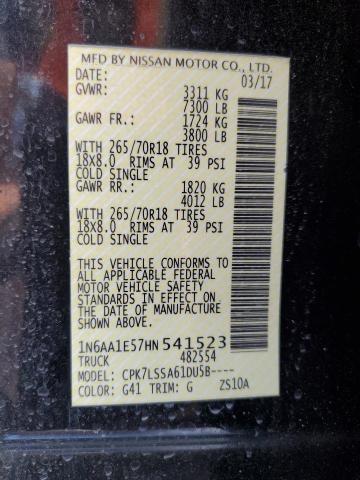 MFD BY NISSAN MOTOR CO., LTD.
DATE: 03/17
GVWR: 3311 KG
7300 LB
GAWR FR.: 1724 KG
3800 LB
WITH 265/70R18 TIRES
18X8.0 RIMS AT 39 PSI
COLD SINGLE
GAWR RR.: 1820 KG
4012 LB
WITH 265/70R18 TIRES
18X8.0 RIMS AT 39 PSI
COLD SINGLE
THIS VEHICLE CONFORMS TO
ALL APPLICABLE FEDERAL
MOTOR VEHICLE SAFETY
STANDARDS IN EFFECT ON
THE DATE OF MANUFACTURE
SHOWN ABOVE.
1N6AA1E57HN541523
TRUCK 482554
MODEL: CPK7LSSA61DU5B----
COLOR: G41 TRIM: G ZS10A